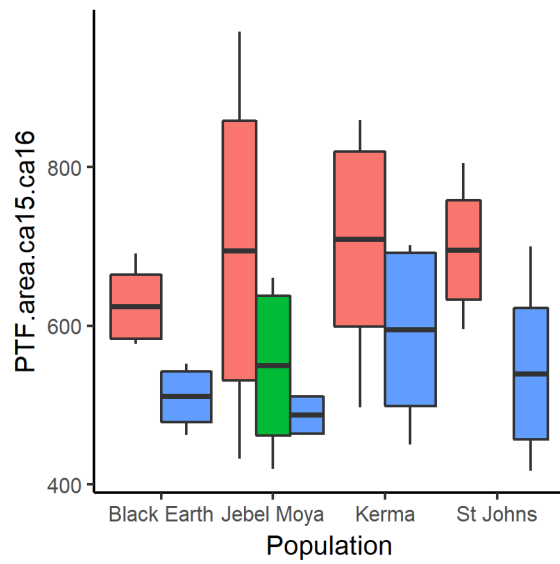 PTF.area.ca15.ca16
800
600
400
Black Earth Jebel Moya Kerma St Johns
Population